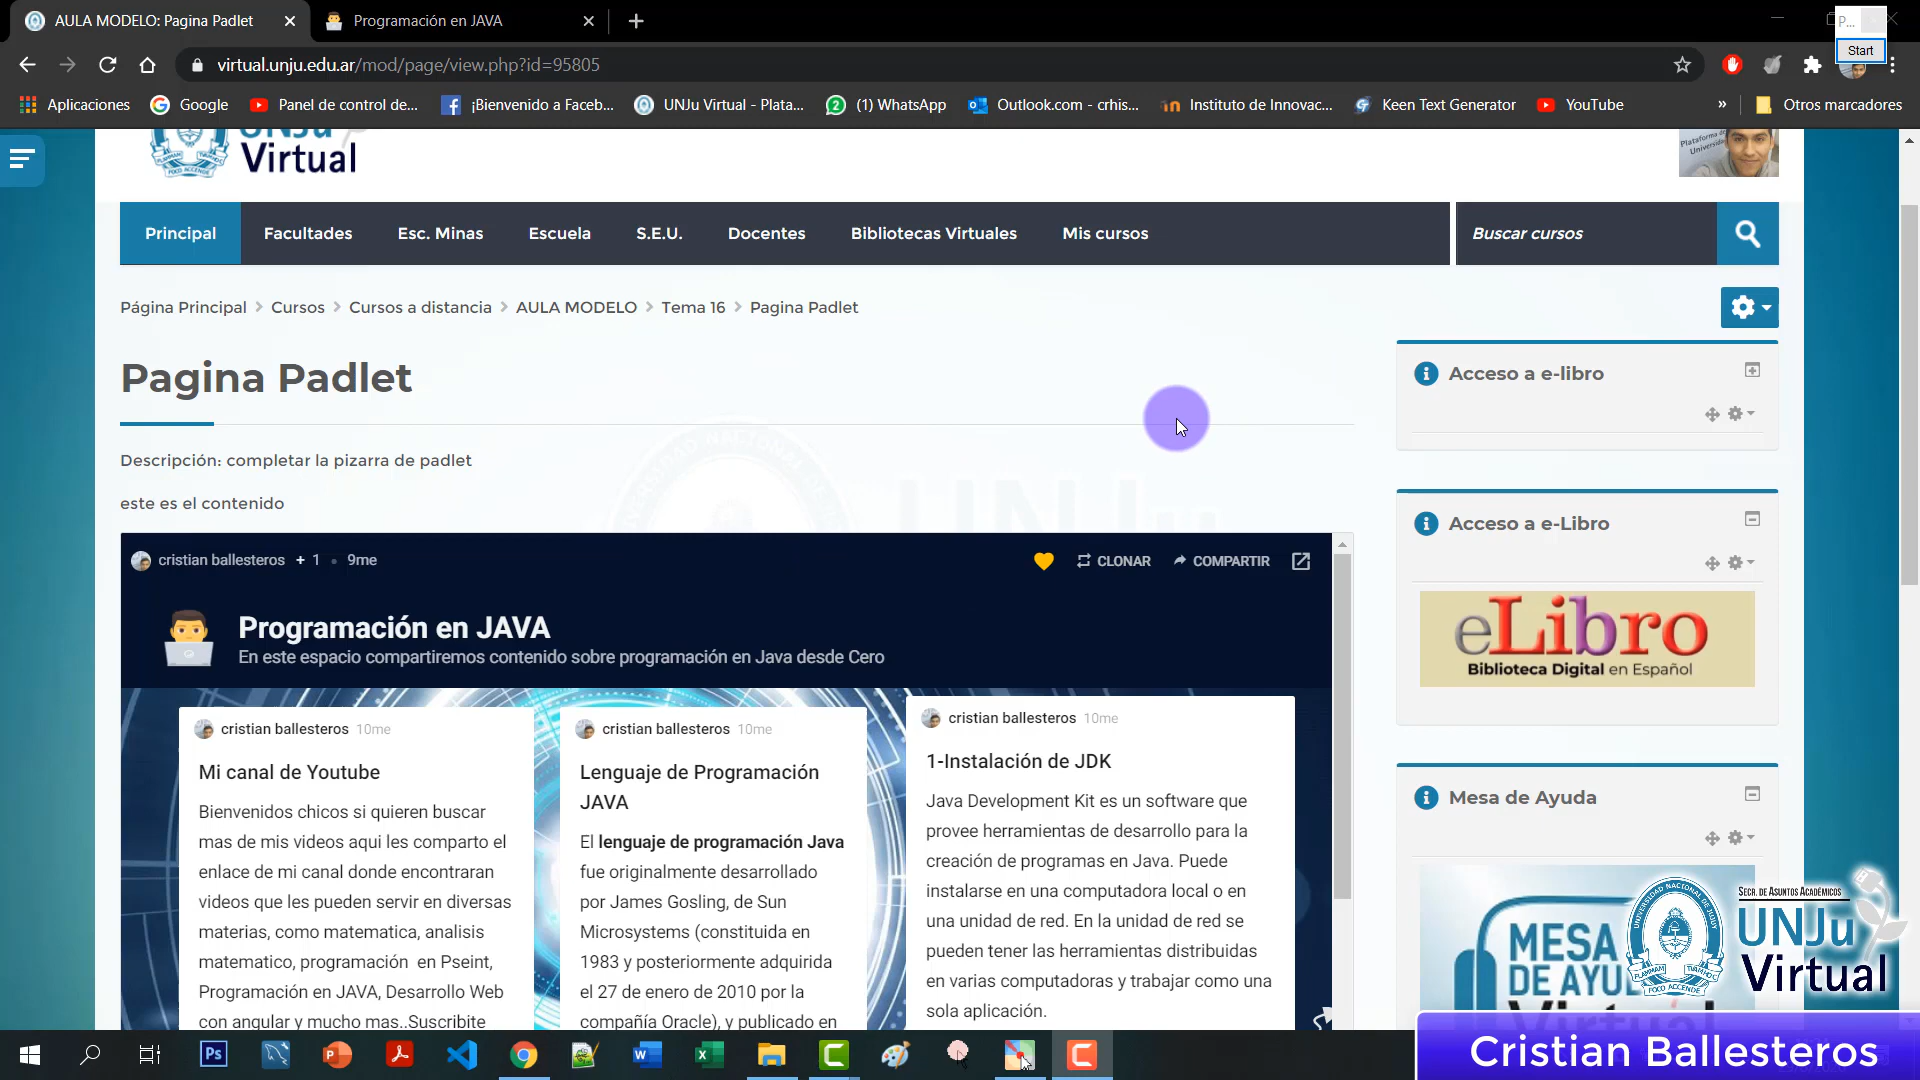 AULA MODELO: Pagina Padlet
Programación en JAVA
P...
Start
virtual.unju.edu.ar/mod/page/view.php?id=95805
Aplicaciones
Google
Panel de control de...
¡Bienvenido a Faceb...
UNJu Virtual - Plata...
(1) WhatsApp
Outlook.com - crhis...
Instituto de Innovac...
Keen Text Generator
YouTube
»
Otros marcadores
UNJu
Virtual
Principal
Facultades
Esc. Minas
Escuela
S.E.U.
Docentes
Bibliotecas Virtuales
Mis cursos
Buscar cursos
Página Principal > Cursos > Cursos a distancia > AULA MODELO > Tema 16 > Pagina Padlet
Pagina Padlet
Descripción: completar la pizarra de padlet
este es el contenido
cristian ballesteros + 1 • 9me
CLONAR
COMPARTIR
Programación en JAVA
En este espacio compartiremos contenido sobre programación en Java desde Cero
cristian ballesteros 10me
Mi canal de Youtube
Bienvenidos chicos si quieren buscar
mas de mis videos aqui les comparto el
enlace de mi canal donde encontraran
videos que les pueden servir en diversas
materias, como matematica, analisis
matematico, programación en Pseint,
Programación en JAVA, Desarrollo Web
con angular y mucho mas..Suscribite
cristian ballesteros 10me
Lenguaje de Programación
JAVA
El lenguaje de programación Java
fue originalmente desarrollado
por James Gosling, de Sun
Microsystems (constituida en
1983 y posteriormente adquirida
el 27 de enero de 2010 por la
compañía Oracle), y publicado en
cristian ballesteros 10me
1-Instalación de JDK
Java Development Kit es un software que
provee herramientas de desarrollo para la
creación de programas en Java. Puede
instalarse en una computadora local o en
una unidad de red. En la unidad de red se
pueden tener las herramientas distribuidas
en varias computadoras y trabajar como una
sola aplicación.
Acceso a e-libro
Acceso a e-Libro
eLibro
Biblioteca Digital en Español
Mesa de Ayuda
MESA
DE AYU
SECR. DE ASUNTOS ACADÉMICOS
UNJu
Virtual
Cristian Ballesteros